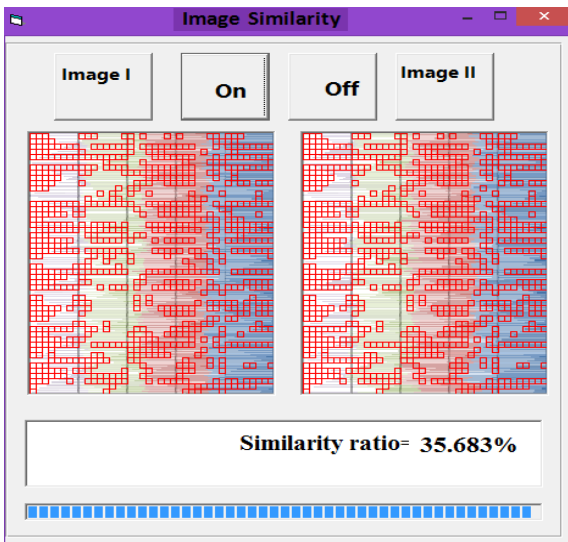 Image Similarity
Image I
On
Off
Image II
Similarity ratio= 35.683%